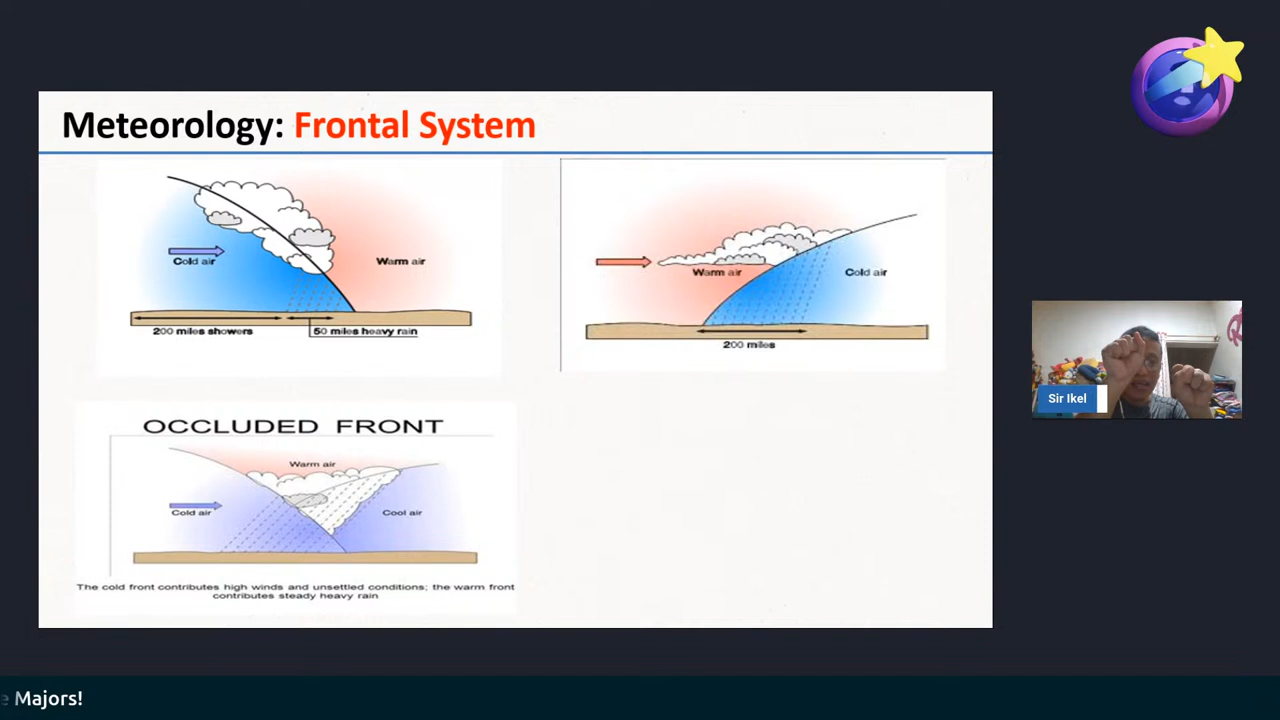 Meteorology: Frontal System
Cold air
Warm air
200 miles showers
50 miles heavy rain
Warm air
Cold air
200 miles
OCCLUDED FRONT
Warm air
Cold air
Cool air
The cold front contributes high winds and unsettled conditions; the warm front
contributes steady heavy rain
Sir Ikel
e Majors!